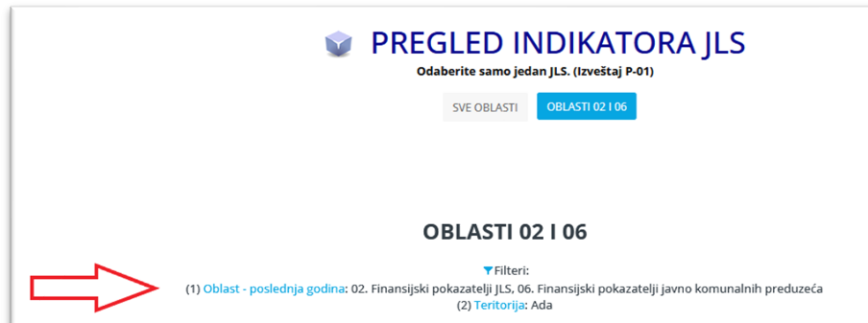 PREGLED INDIKATORA JLS
Odaberite samo jedan JLS. (Izveštaj P-01)
SVE OBLASTI OBLASTI 02 I 06
OBLASTI 02 I 06
Filteri:
(1) Oblast - poslednja godina: 02. Finansijski pokazatelji JLS, 06. Finansijski pokazatelji javno komunalnih preduzeća
(2) Teritorija: Ada